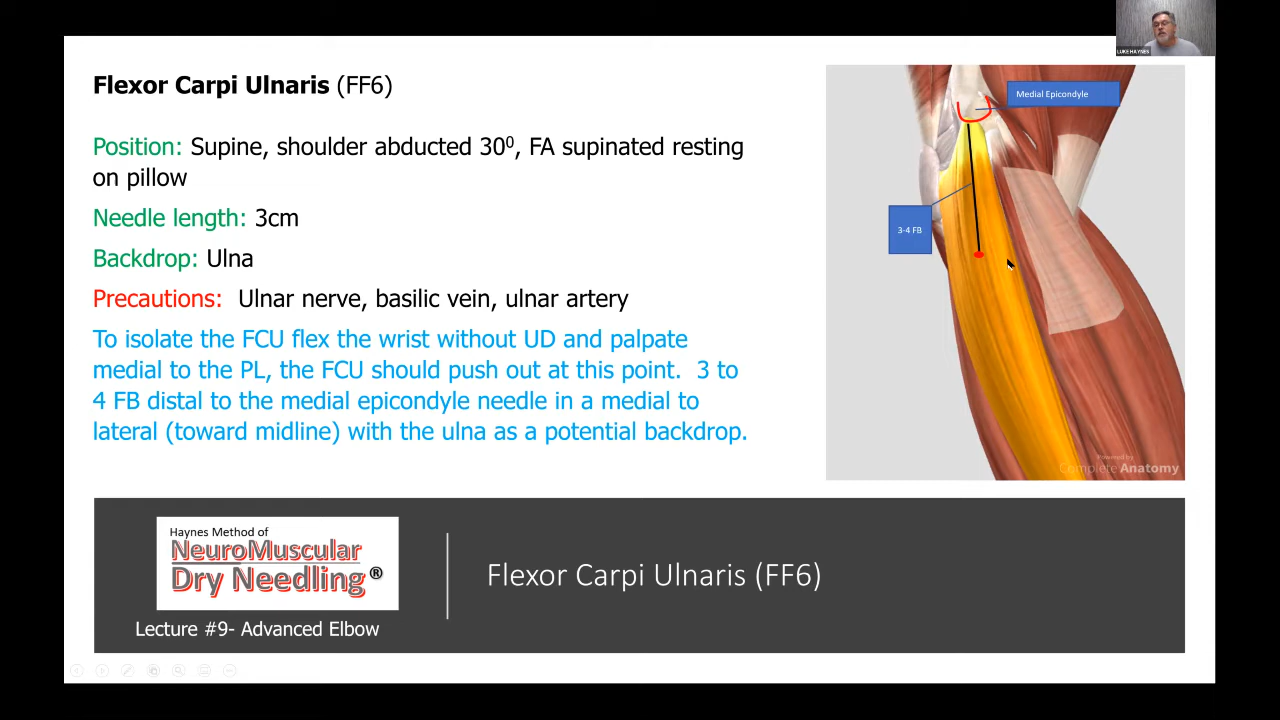 LUKE HAYNES
Flexor Carpi Ulnaris (FF6)
Medial Epicondyle
Position: Supine, shoulder abducted 30⁰, FA supinated resting
on pillow
Needle length: 3cm
3-4 FB
Backdrop: Ulna
Precautions: Ulnar nerve, basilic vein, ulnar artery
To isolate the FCU flex the wrist without UD and palpate
medial to the PL, the FCU should push out at this point. 3 to
4 FB distal to the medial epicondyle needle in a medial to
lateral (toward midline) with the ulna as a potential backdrop.
Powered by
Complete Anatomy
Haynes Method of
NeuroMuscular
Dry Needling®
Flexor Carpi Ulnaris (FF6)
Lecture #9- Advanced Elbow